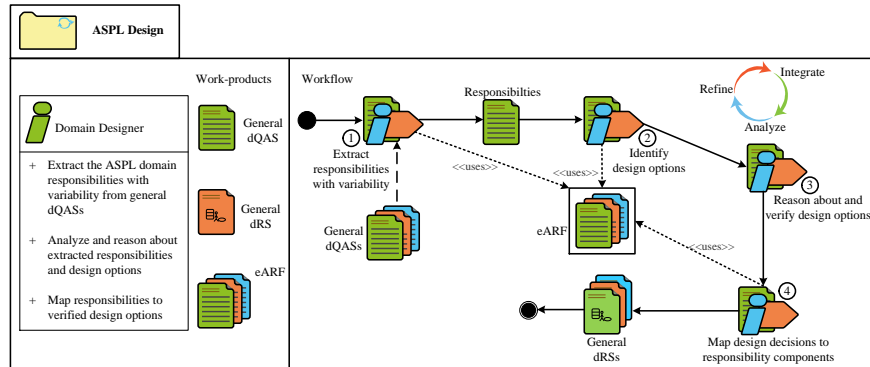 ASPL Design
Work-products
Domain Designer
+ Extract the ASPL domain
responsibilities with
variability from general
dQASs
+ Analyze and reason about
extracted responsibilities
and design options
+ Map responsibilities to
verified design options
General
dQAS
General
dRS
eARF
Workflow
1
Extract
responsibilities
with variability
General
dQASs
Responsibilties
2
Identify
design options
Refine
Integrate
Analyze
3
Reason about and
verify design options
<<uses>>
<<uses>>
eARF
<<uses>>
4
Map design decisions to
responsibility components
General
dRSs